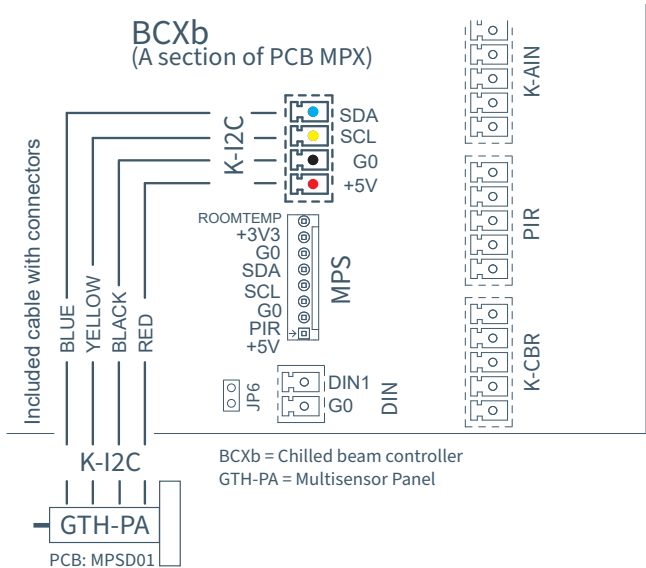 BCXb
(A section of PCB MPX)
K-AIN
Included cable with connectors
BLUE
YELLOW
BLACK
RED
K-I2C
SDA
SCL
G0
+5V
PIR
ROOMTEMP
+3V3
G0
SDA
SCL
G0
PIR
+5V
MPS
K-CBR
JP6
DIN1
G0
DIN
K-I2C
BCXb = Chilled beam controller
GTH-PA = Multisensor Panel
GTH-PA
PCB: MPSD01